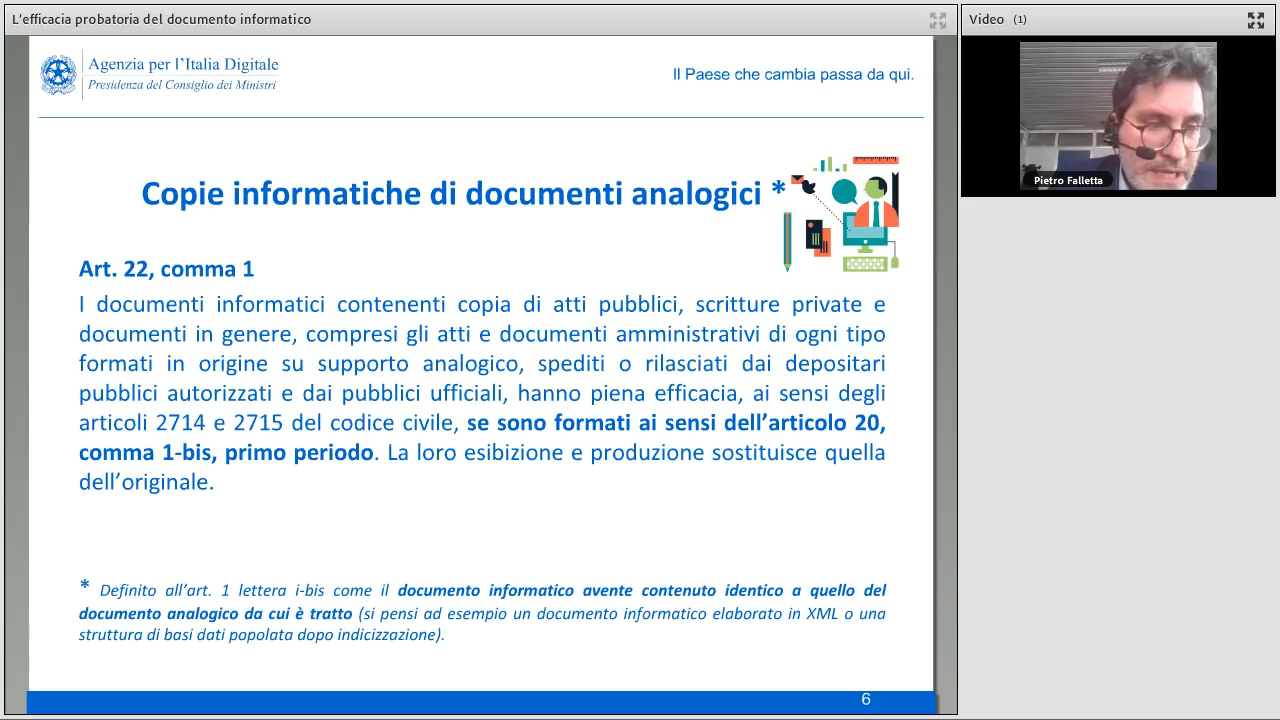 L'efficacia probatoria del documento informatico
Video (1)
Agenzia per l'Italia Digitale
Presidenza del Consiglio dei Ministri
Il Paese che cambia passa da qui.
Pietro Falletta
Copie informatiche di documenti analogici *
Art. 22, comma 1
I documenti informatici contenenti copia di atti pubblici, scritture private e
documenti in genere, compresi gli atti e documenti amministrativi di ogni tipo
formati in origine su supporto analogico, spediti o rilasciati dai depositari
pubblici autorizzati e dai pubblici ufficiali, hanno piena efficacia, ai sensi degli
articoli 2714 e 2715 del codice civile, se sono formati ai sensi dell’articolo 20,
comma 1-bis, primo periodo. La loro esibizione e produzione sostituisce quella
dell’originale.
* Definito all’art. 1 lettera i-bis come il documento informatico avente contenuto identico a quello del
documento analogico da cui è tratto (si pensi ad esempio un documento informatico elaborato in XML o una
struttura di basi dati popolata dopo indicizzazione).
6